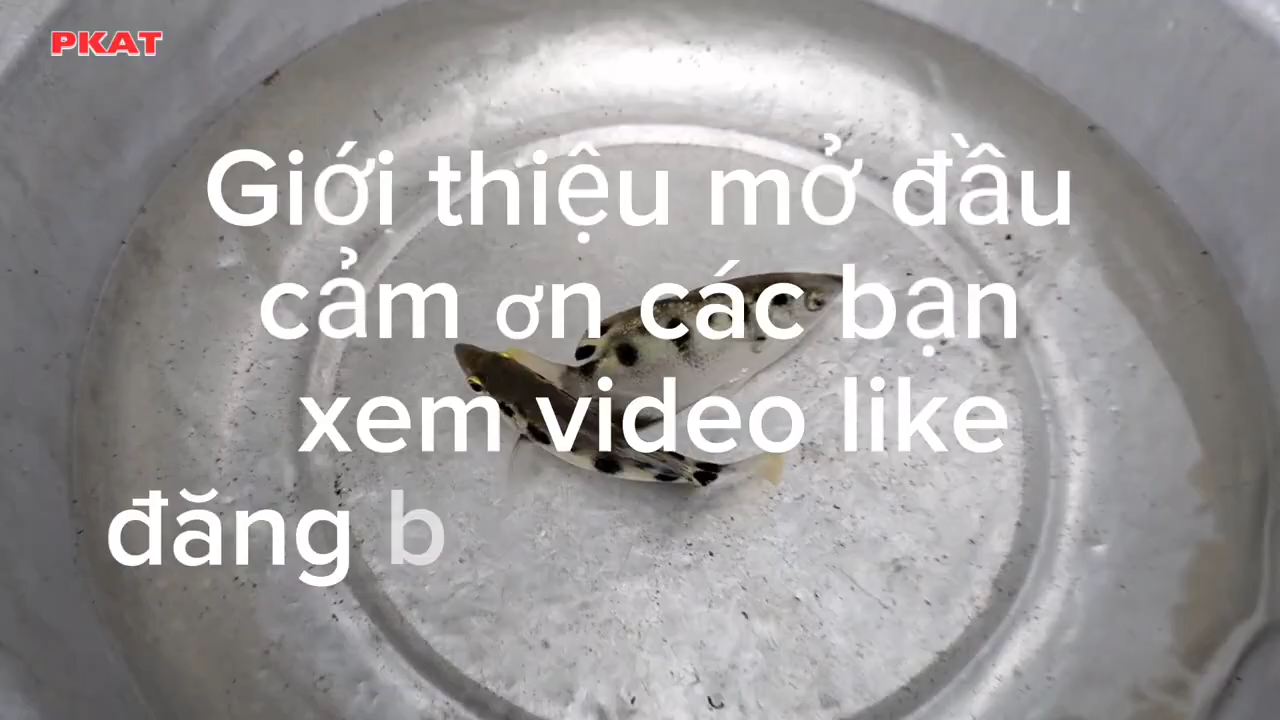 PKAT
Giới thiệu mở đầu
cảm ơn các bạn
xem video like
đăng b